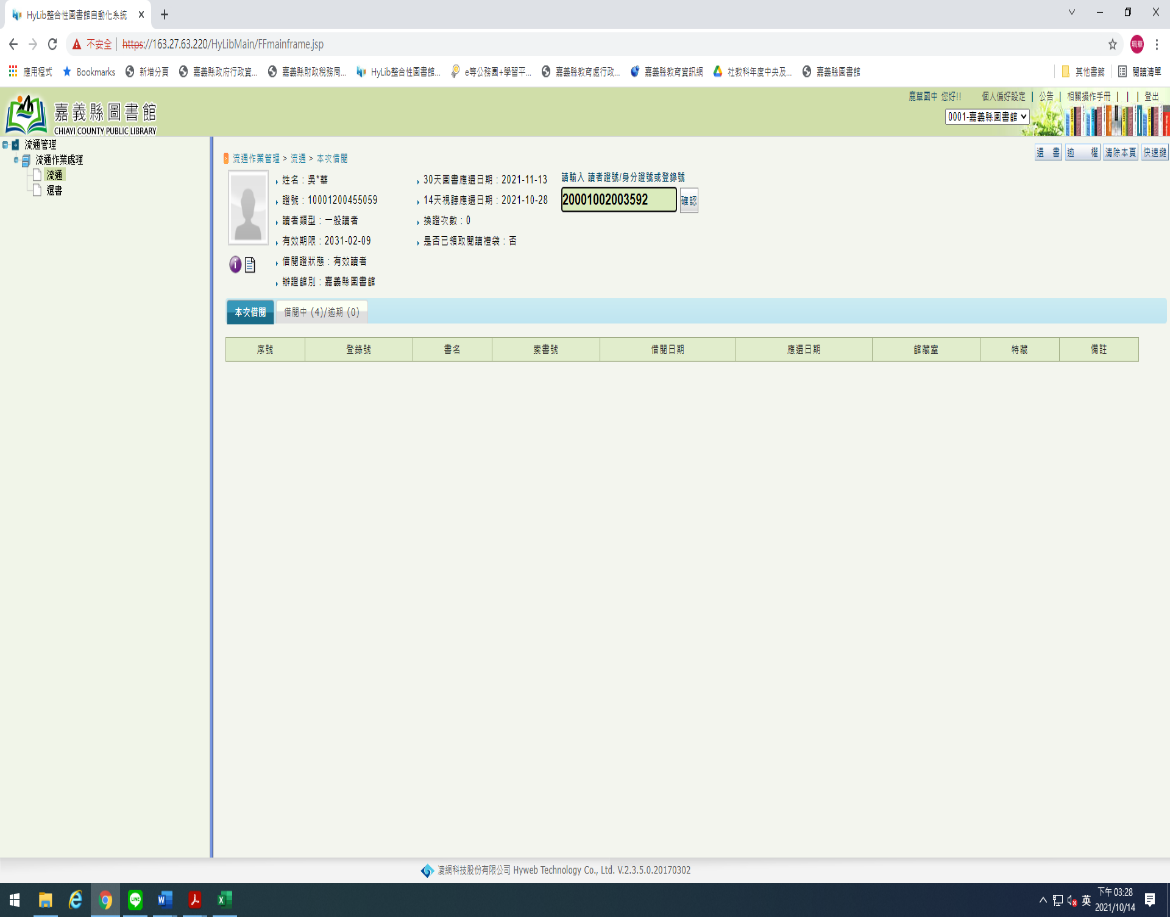 HyLib整合性圖書館自動化系統
不安全 | https://163.27.63.220/HyLibMain/FFmainframe.jsp
應用程式 Bookmarks 新增分頁 嘉義縣政府行政資... 嘉義縣財政稅務局... HyLib整合性圖書館... e等公務園+學習平... 嘉義縣教育處行政... 嘉義縣教育資訊網 社教科年度中央及... 嘉義縣圖書館 其他書籤 閱讀清單
嘉義縣圖書館
CHIAYI COUNTY PUBLIC LIBRARY
鹿草國中 您好!! 個人偏好設定 | 公告 | 相關操作手冊 | | | 登出
0001-嘉義縣圖書館
流通管理
流通作業處理
流通
還書
流通作業管理 > 流通 > 本次借閱
還 書 逾 權 清除本頁 快速鍵
姓名：吳*華
證號：10001200455059
讀者類型：一般讀者
有效期限：2031-02-09
借閱證狀態：有效讀者
辦證館別：嘉義縣圖書館
30天圖書應還日期：2021-11-13
14天視聽應還日期：2021-10-28
換證次數：0
是否已領取閱讀禮袋：否
請輸入 讀者證號/身分證號或登錄號
20001002003592 確認
本次借閱 借閱中 (4)/逾期 (0)
序號 登錄號 書名 索書號 借閱日期 應還日期 館藏室 特藏 備註
凌網科技股份有限公司 Hyweb Technology Co., Ltd. V.2.3.5.0.20170302
英
下午 03:28
2021/10/14